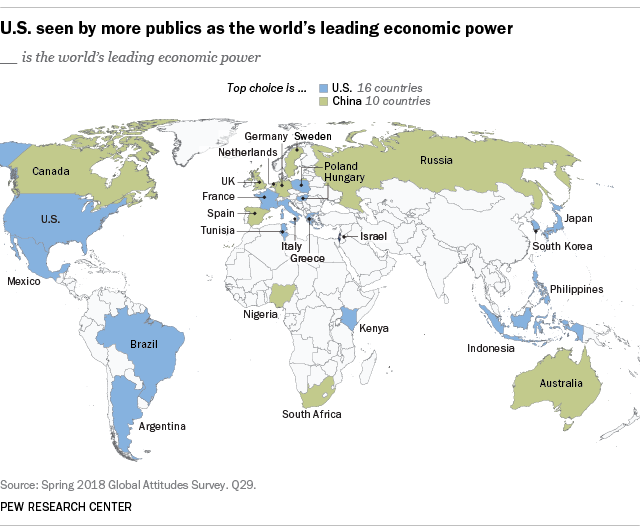 U.S. seen by more publics as the world's leading economic power
__ is the world's leading economic power
Top choice is ...
U.S. 16 countries
China 10 countries
Germany
Sweden
Netherlands
Poland
Hungary
Canada
Russia
UK
France
Spain
U.S.
Tunisia
Italy
Greece
Israel
Japan
South Korea
Mexico
Philippines
Nigeria
Kenya
Brazil
Indonesia
Australia
South Africa
Argentina
Source: Spring 2018 Global Attitudes Survey. Q29.
PEW RESEARCH CENTER